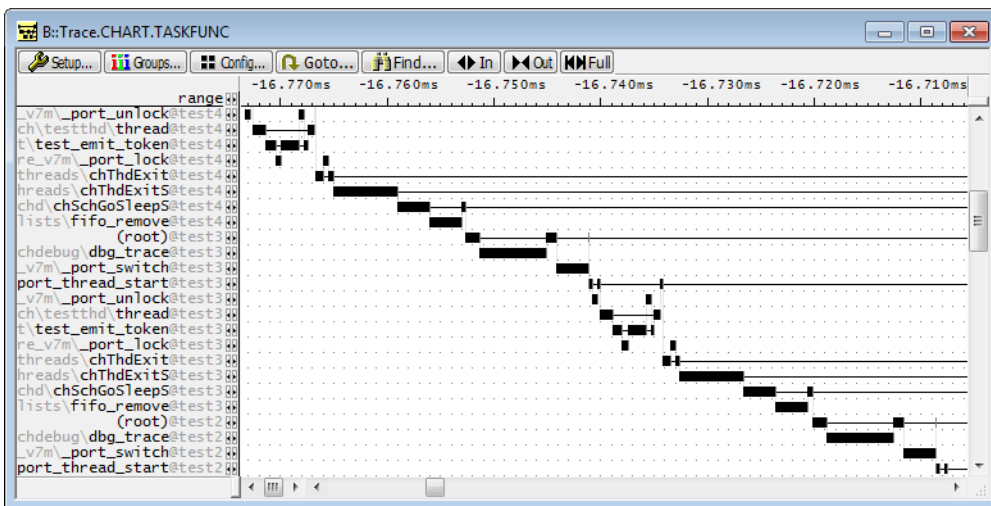 B::Trace.CHART.TASKFUNC
Setup... Groups... Config... Goto... Find... In Out Full
-16.770ms -16.760ms -16.750ms -16.740ms -16.730ms -16.720ms -16.710ms
range
_v7m\_port_unlock@test4
ch\testthd\thread@test4
t\test_emit_token@test4
re_v7m\_port_lock@test4
threads\chThdExit@test4
hreads\chThdExitS@test4
chd\chSchGoSleepS@test4
lists\fifo_remove@test4
(root)@test3
chdebug\dbg_trace@test3
_v7m\_port_switch@test3
port_thread_start@test3
_v7m\_port_unlock@test3
ch\testthd\thread@test3
t\test_emit_token@test3
re_v7m\_port_lock@test3
threads\chThdExit@test3
hreads\chThdExitS@test3
chd\chSchGoSleepS@test3
lists\fifo_remove@test3
(root)@test2
chdebug\dbg_trace@test2
_v7m\_port_switch@test2
port_thread_start@test2